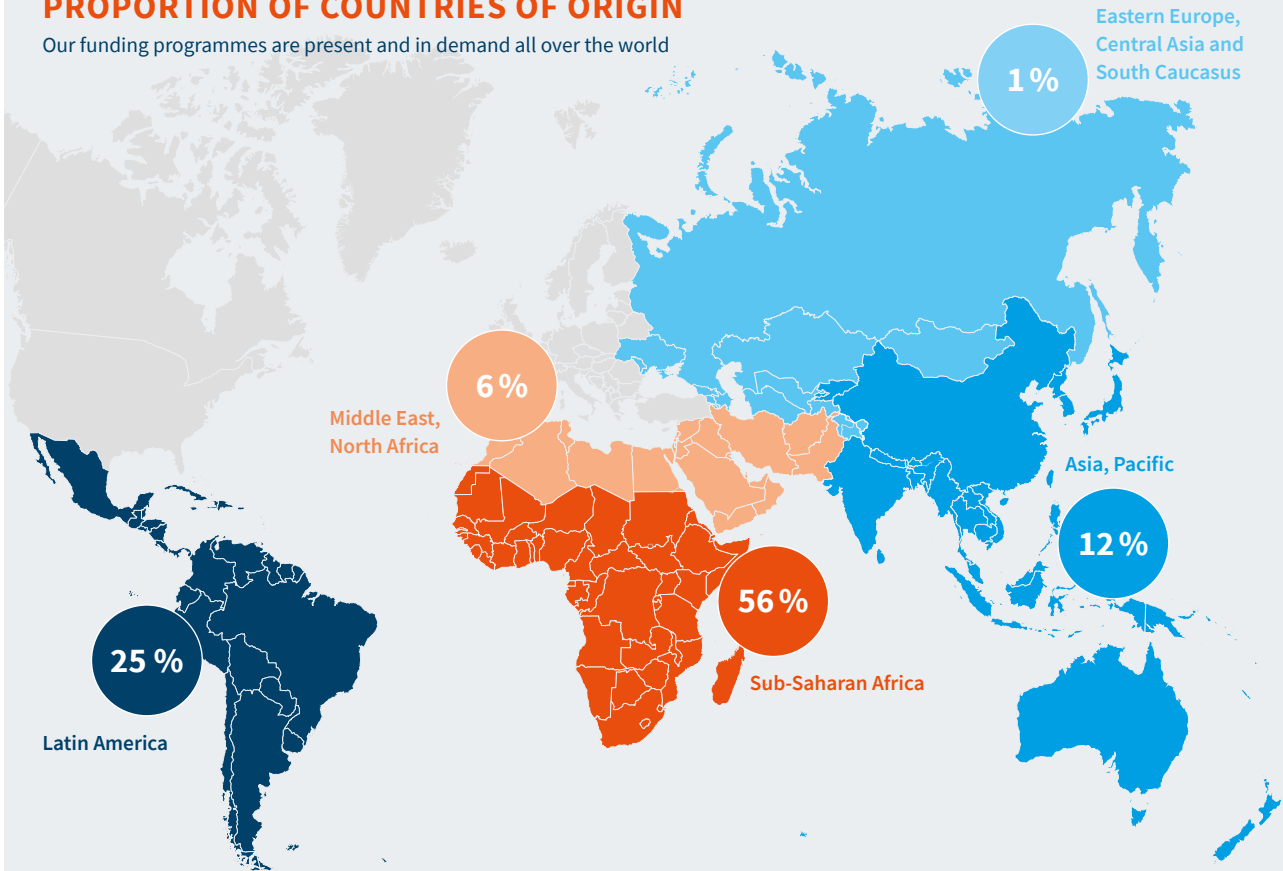 PROPORTION OF COUNTRIES OF ORIGIN
Our funding programmes are present and in demand all over the world
Eastern Europe,
Central Asia and
South Caucasus
1 %
6 %
Middle East,
North Africa
Asia, Pacific
12 %
56 %
Sub-Saharan Africa
25 %
Latin America